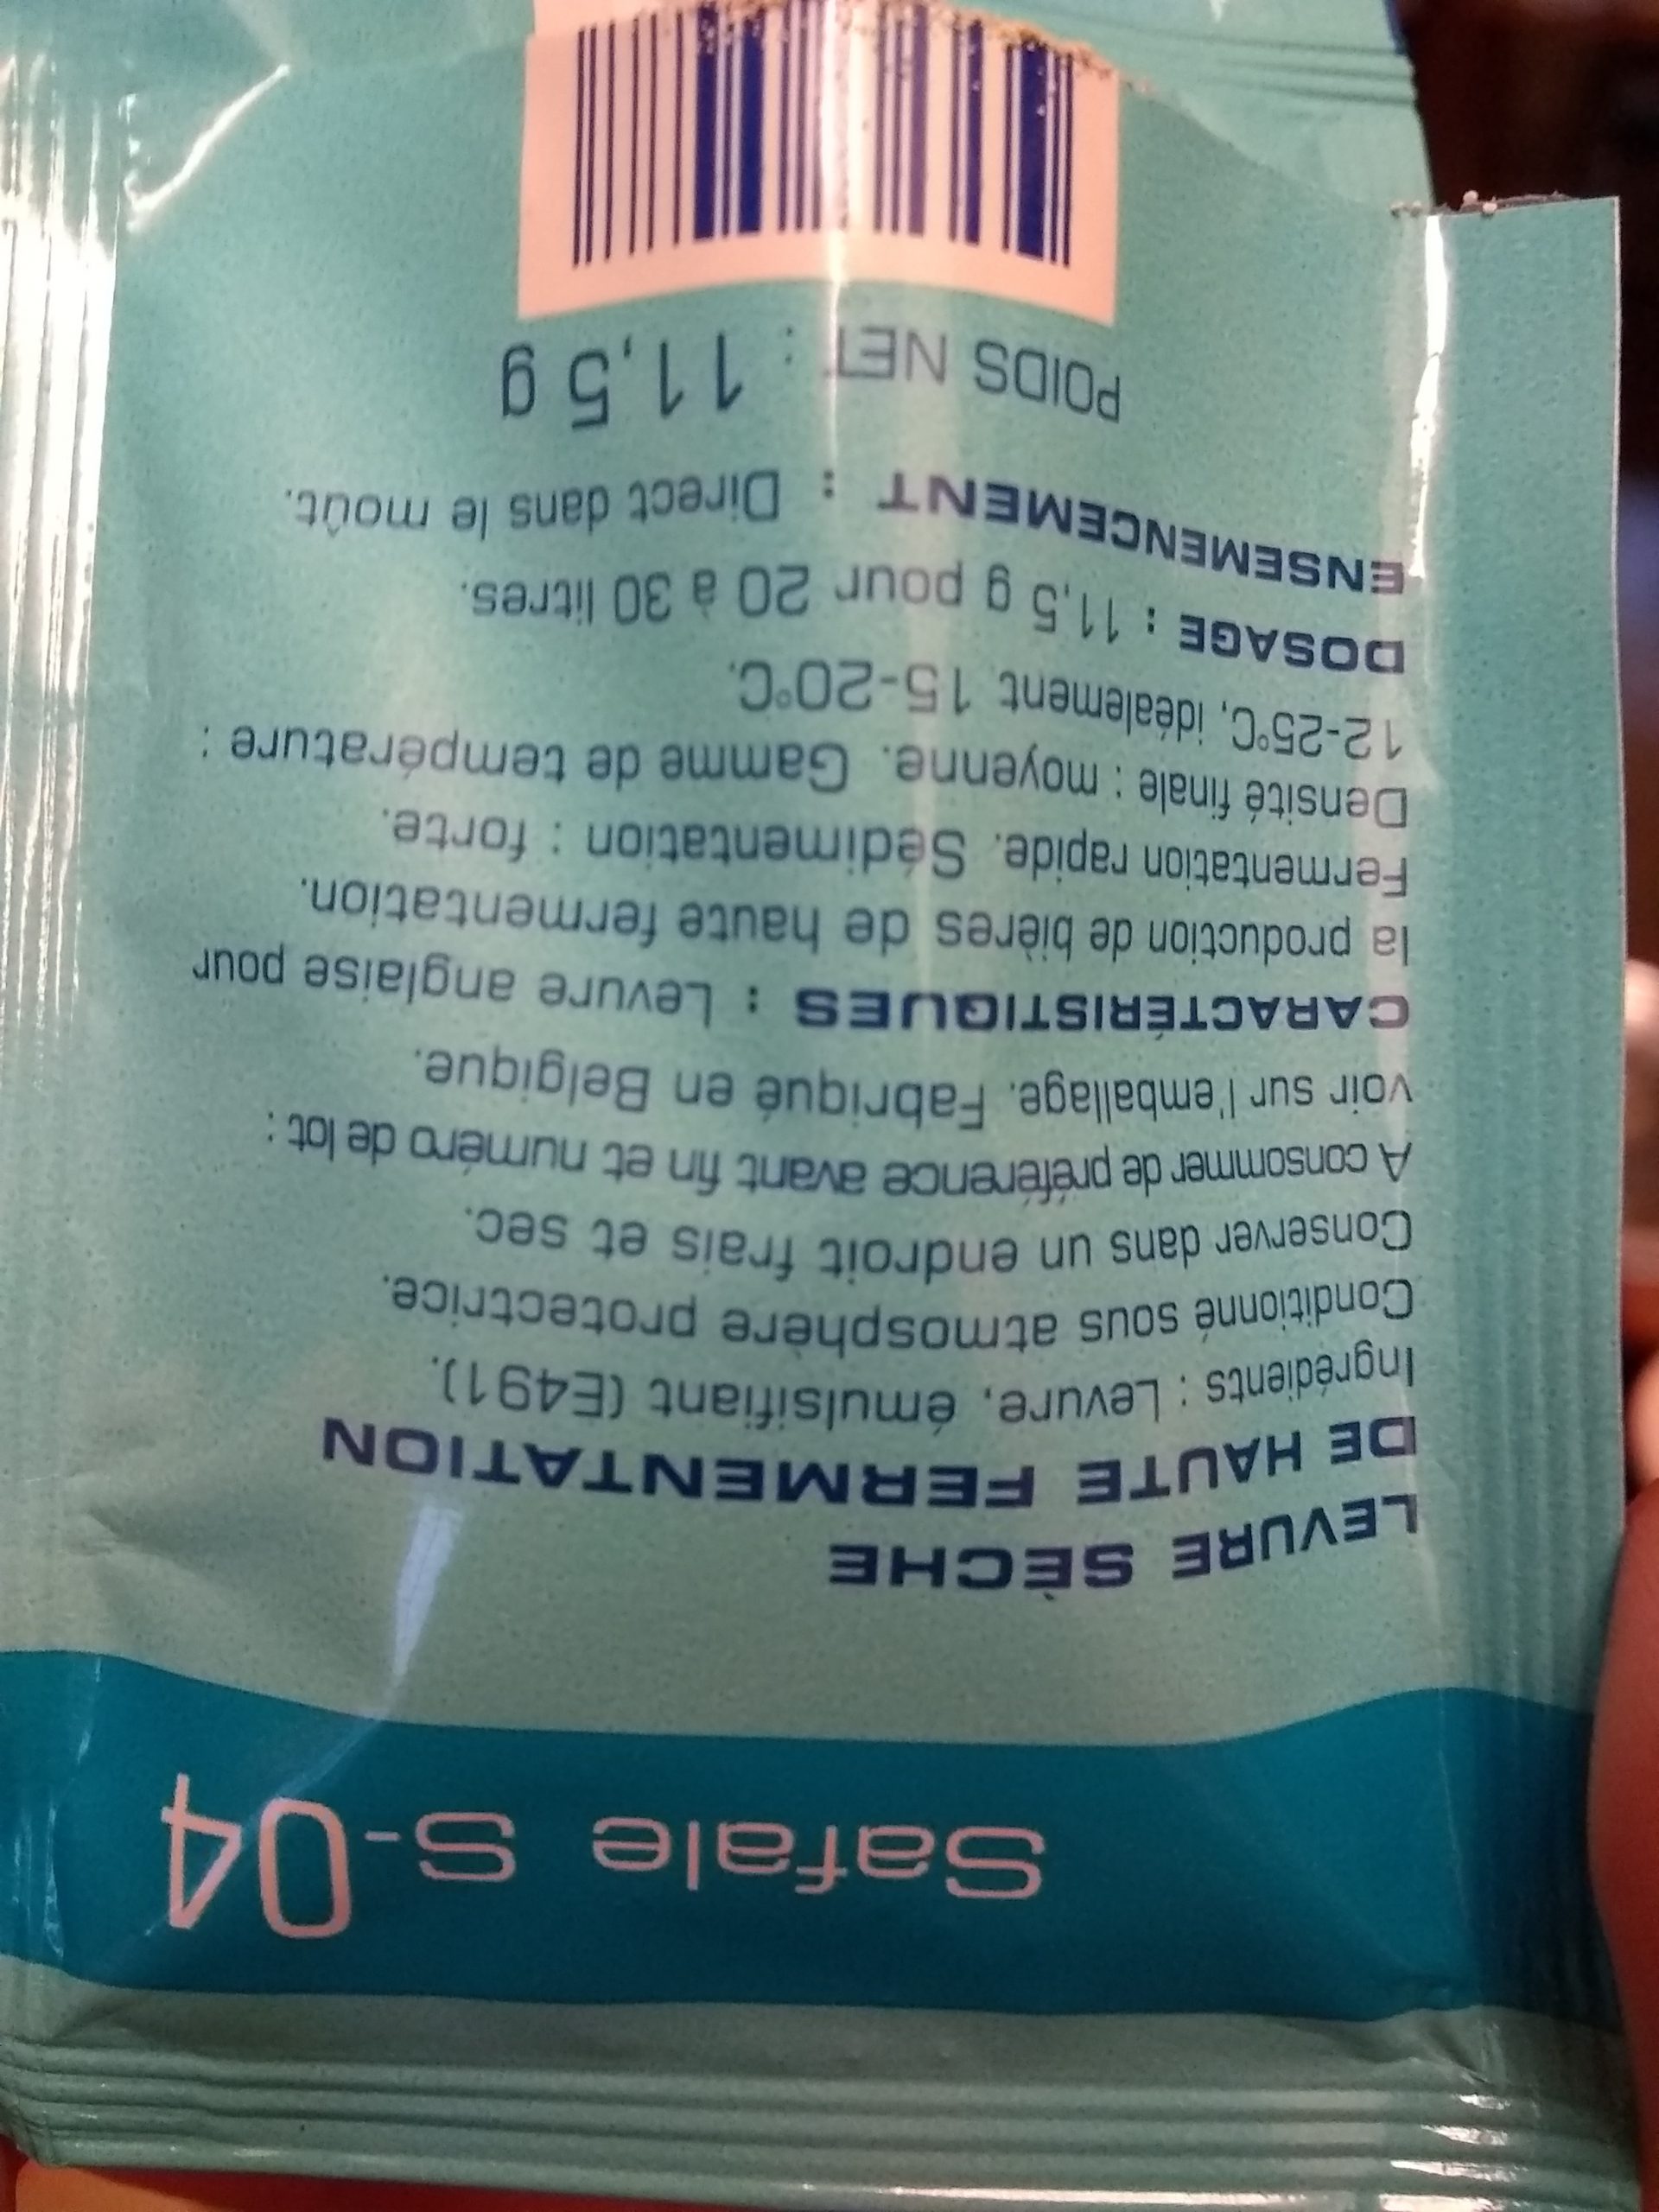 Safale S-04
LEVURE SÈCHE
DE HAUTE FERMENTATION
Ingrédients : Levure, émulsifiant (E491).
Conditionné sous atmosphère protectrice.
Conserver dans un endroit frais et sec.
A consommer de préférence avant fin et numéro de lot :
voir sur l'emballage. Fabriqué en Belgique.
CARACTÉRISTIQUES : Levure anglaise pour
la production de bières de haute fermentation.
Fermentation rapide. Sédimentation : forte.
Densité finale : moyenne. Gamme de température :
12-25°C, idéalement 15-20°C.
DOSAGE : 11,5 g pour 20 à 30 litres.
ENSEMENCEMENT : Direct dans le moût.
POIDS NET : 11,5 g